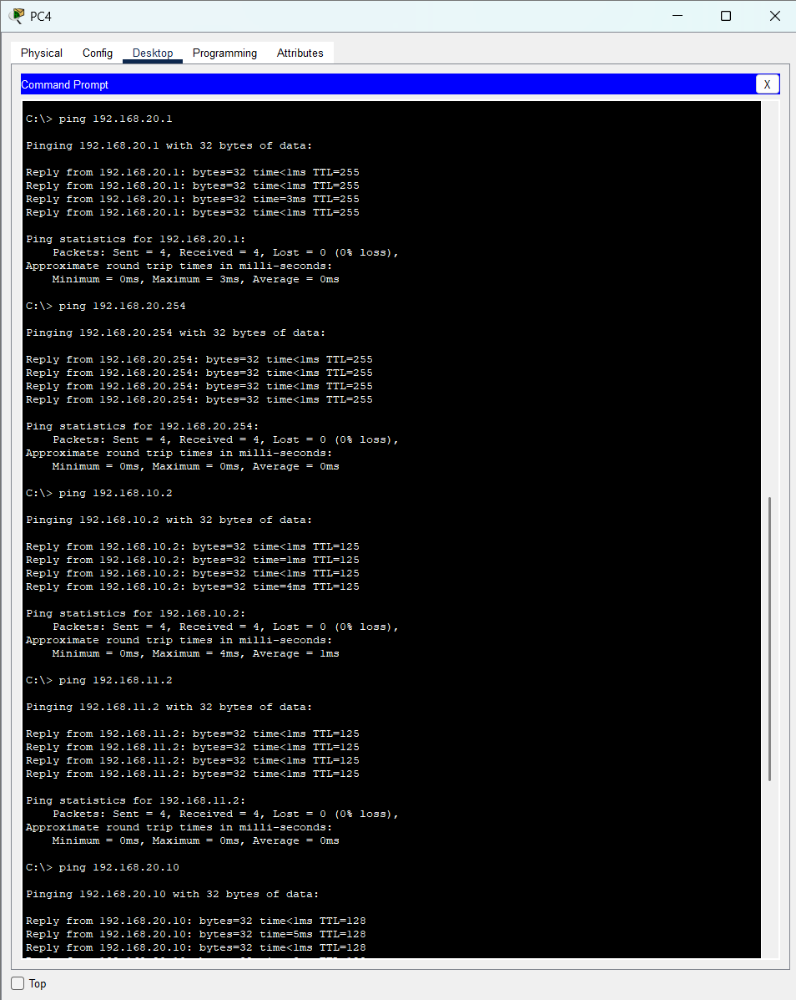 PC4
Physical Config Desktop Programming Attributes
Command Prompt
X
C:\> ping 192.168.20.1
Pinging 192.168.20.1 with 32 bytes of data:
Reply from 192.168.20.1: bytes=32 time<1ms TTL=255
Reply from 192.168.20.1: bytes=32 time<1ms TTL=255
Reply from 192.168.20.1: bytes=32 time=3ms TTL=255
Reply from 192.168.20.1: bytes=32 time<1ms TTL=255
Ping statistics for 192.168.20.1:
Packets: Sent = 4, Received = 4, Lost = 0 (0% loss),
Approximate round trip times in milli-seconds:
Minimum = 0ms, Maximum = 3ms, Average = 0ms
C:\> ping 192.168.20.254
Pinging 192.168.20.254 with 32 bytes of data:
Reply from 192.168.20.254: bytes=32 time<1ms TTL=255
Reply from 192.168.20.254: bytes=32 time<1ms TTL=255
Reply from 192.168.20.254: bytes=32 time<1ms TTL=255
Reply from 192.168.20.254: bytes=32 time<1ms TTL=255
Ping statistics for 192.168.20.254:
Packets: Sent = 4, Received = 4, Lost = 0 (0% loss),
Approximate round trip times in milli-seconds:
Minimum = 0ms, Maximum = 0ms, Average = 0ms
C:\> ping 192.168.10.2
Pinging 192.168.10.2 with 32 bytes of data:
Reply from 192.168.10.2: bytes=32 time<1ms TTL=125
Reply from 192.168.10.2: bytes=32 time=1ms TTL=125
Reply from 192.168.10.2: bytes=32 time<1ms TTL=125
Reply from 192.168.10.2: bytes=32 time=4ms TTL=125
Ping statistics for 192.168.10.2:
Packets: Sent = 4, Received = 4, Lost = 0 (0% loss),
Approximate round trip times in milli-seconds:
Minimum = 0ms, Maximum = 4ms, Average = 1ms
C:\> ping 192.168.11.2
Pinging 192.168.11.2 with 32 bytes of data:
Reply from 192.168.11.2: bytes=32 time<1ms TTL=125
Reply from 192.168.11.2: bytes=32 time<1ms TTL=125
Reply from 192.168.11.2: bytes=32 time<1ms TTL=125
Reply from 192.168.11.2: bytes=32 time<1ms TTL=125
Ping statistics for 192.168.11.2:
Packets: Sent = 4, Received = 4, Lost = 0 (0% loss),
Approximate round trip times in milli-seconds:
Minimum = 0ms, Maximum = 0ms, Average = 0ms
C:\> ping 192.168.20.10
Pinging 192.168.20.10 with 32 bytes of data:
Reply from 192.168.20.10: bytes=32 time<1ms TTL=128
Reply from 192.168.20.10: bytes=32 time=5ms TTL=128
Reply from 192.168.20.10: bytes=32 time<1ms TTL=128
Top